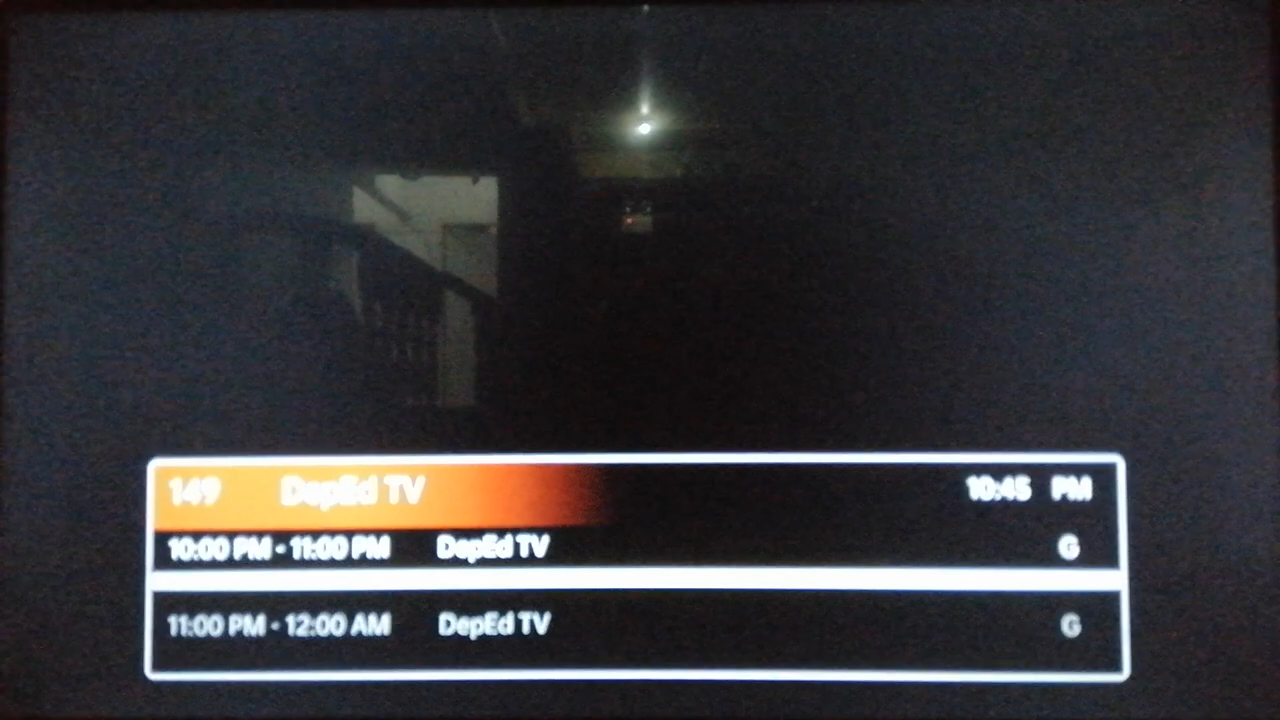 149 DepEd TV 10:45 PM
10:00 PM - 11:00 PM DepEd TV G
11:00 PM - 12:00 AM DepEd TV G